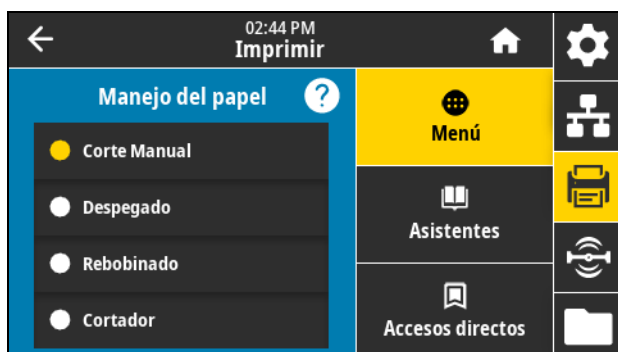 02:44 PM
Imprimir
Manejo del papel ?
Corte Manual
Despegado
Rebobinado
Cortador
Menú
Asistentes
Accesos directos